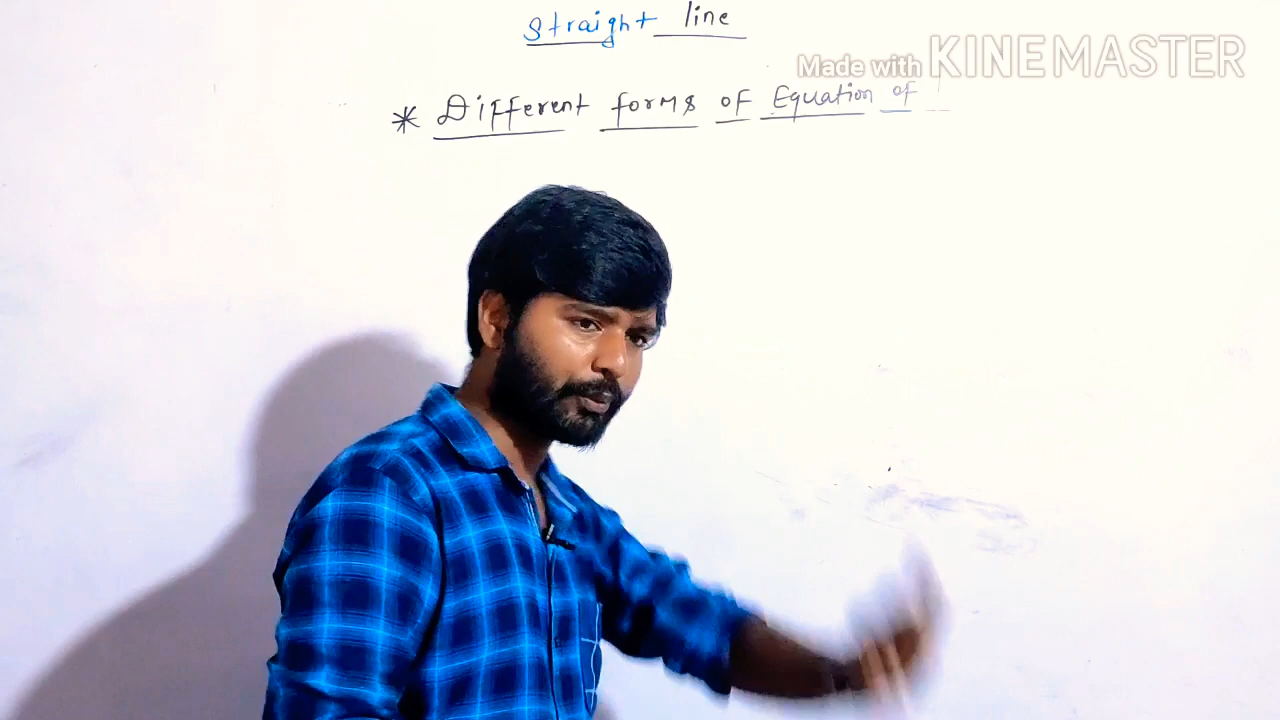 Straight line
Made with KINEMASTER
* Different forms of Equation of